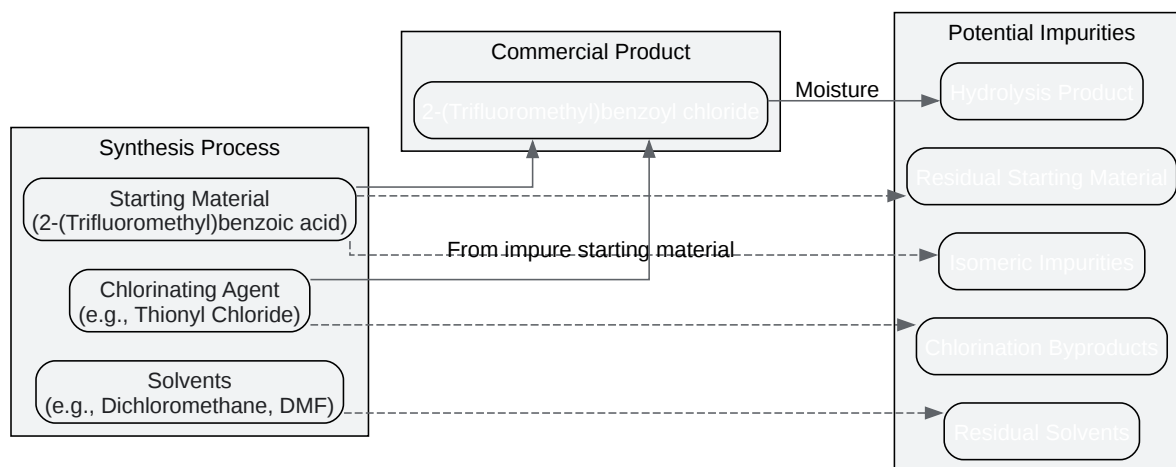 Potential Impurities
Commercial Product
2-(Trifluoromethyl)benzoyl chloride
Moisture
Hydrolysis Product
Synthesis Process
Starting Material
(2-(Trifluoromethyl)benzoic acid)
Residual Starting Material
From impure starting material
Isomeric Impurities
Chlorinating Agent
(e.g., Thionyl Chloride)
Chlorination Byproducts
Solvents
(e.g., Dichloromethane, DMF)
Residual Solvents